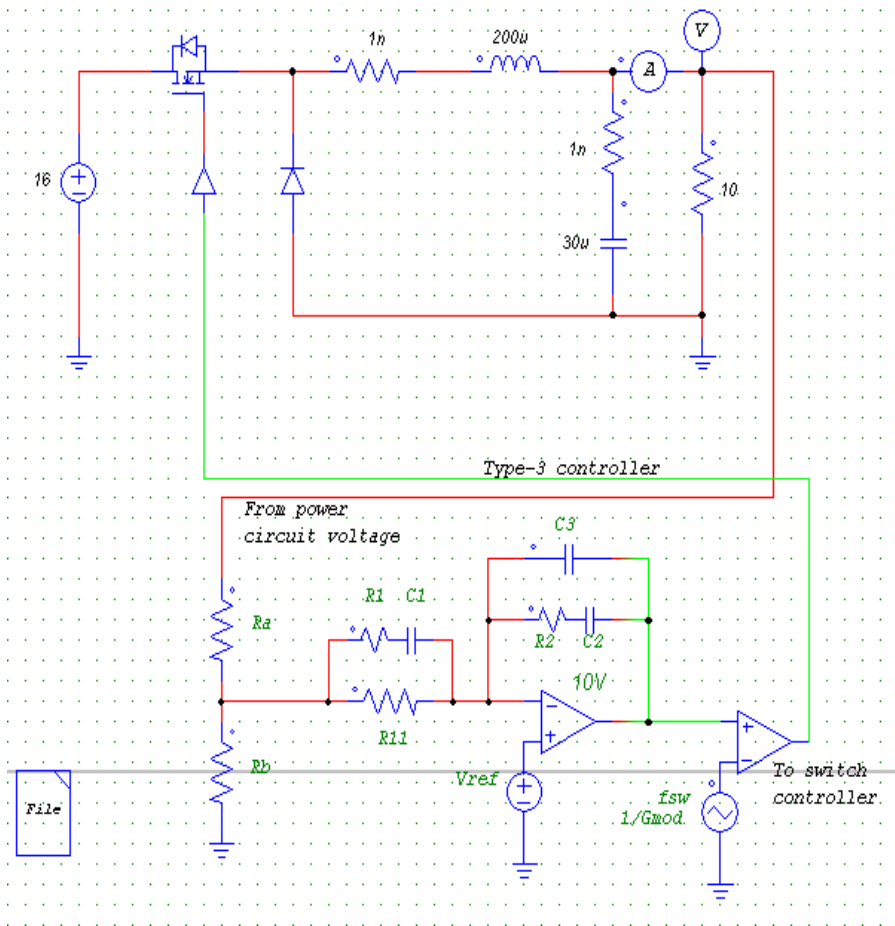 1n
200u
V
A
16
1n
10
30u
Type-3 controller
From power
circuit voltage
C3
R1
C1
Ra
R2
C2
10V
R11
Rb
Vref
To switch
controller
fsw
1/Gmod
File